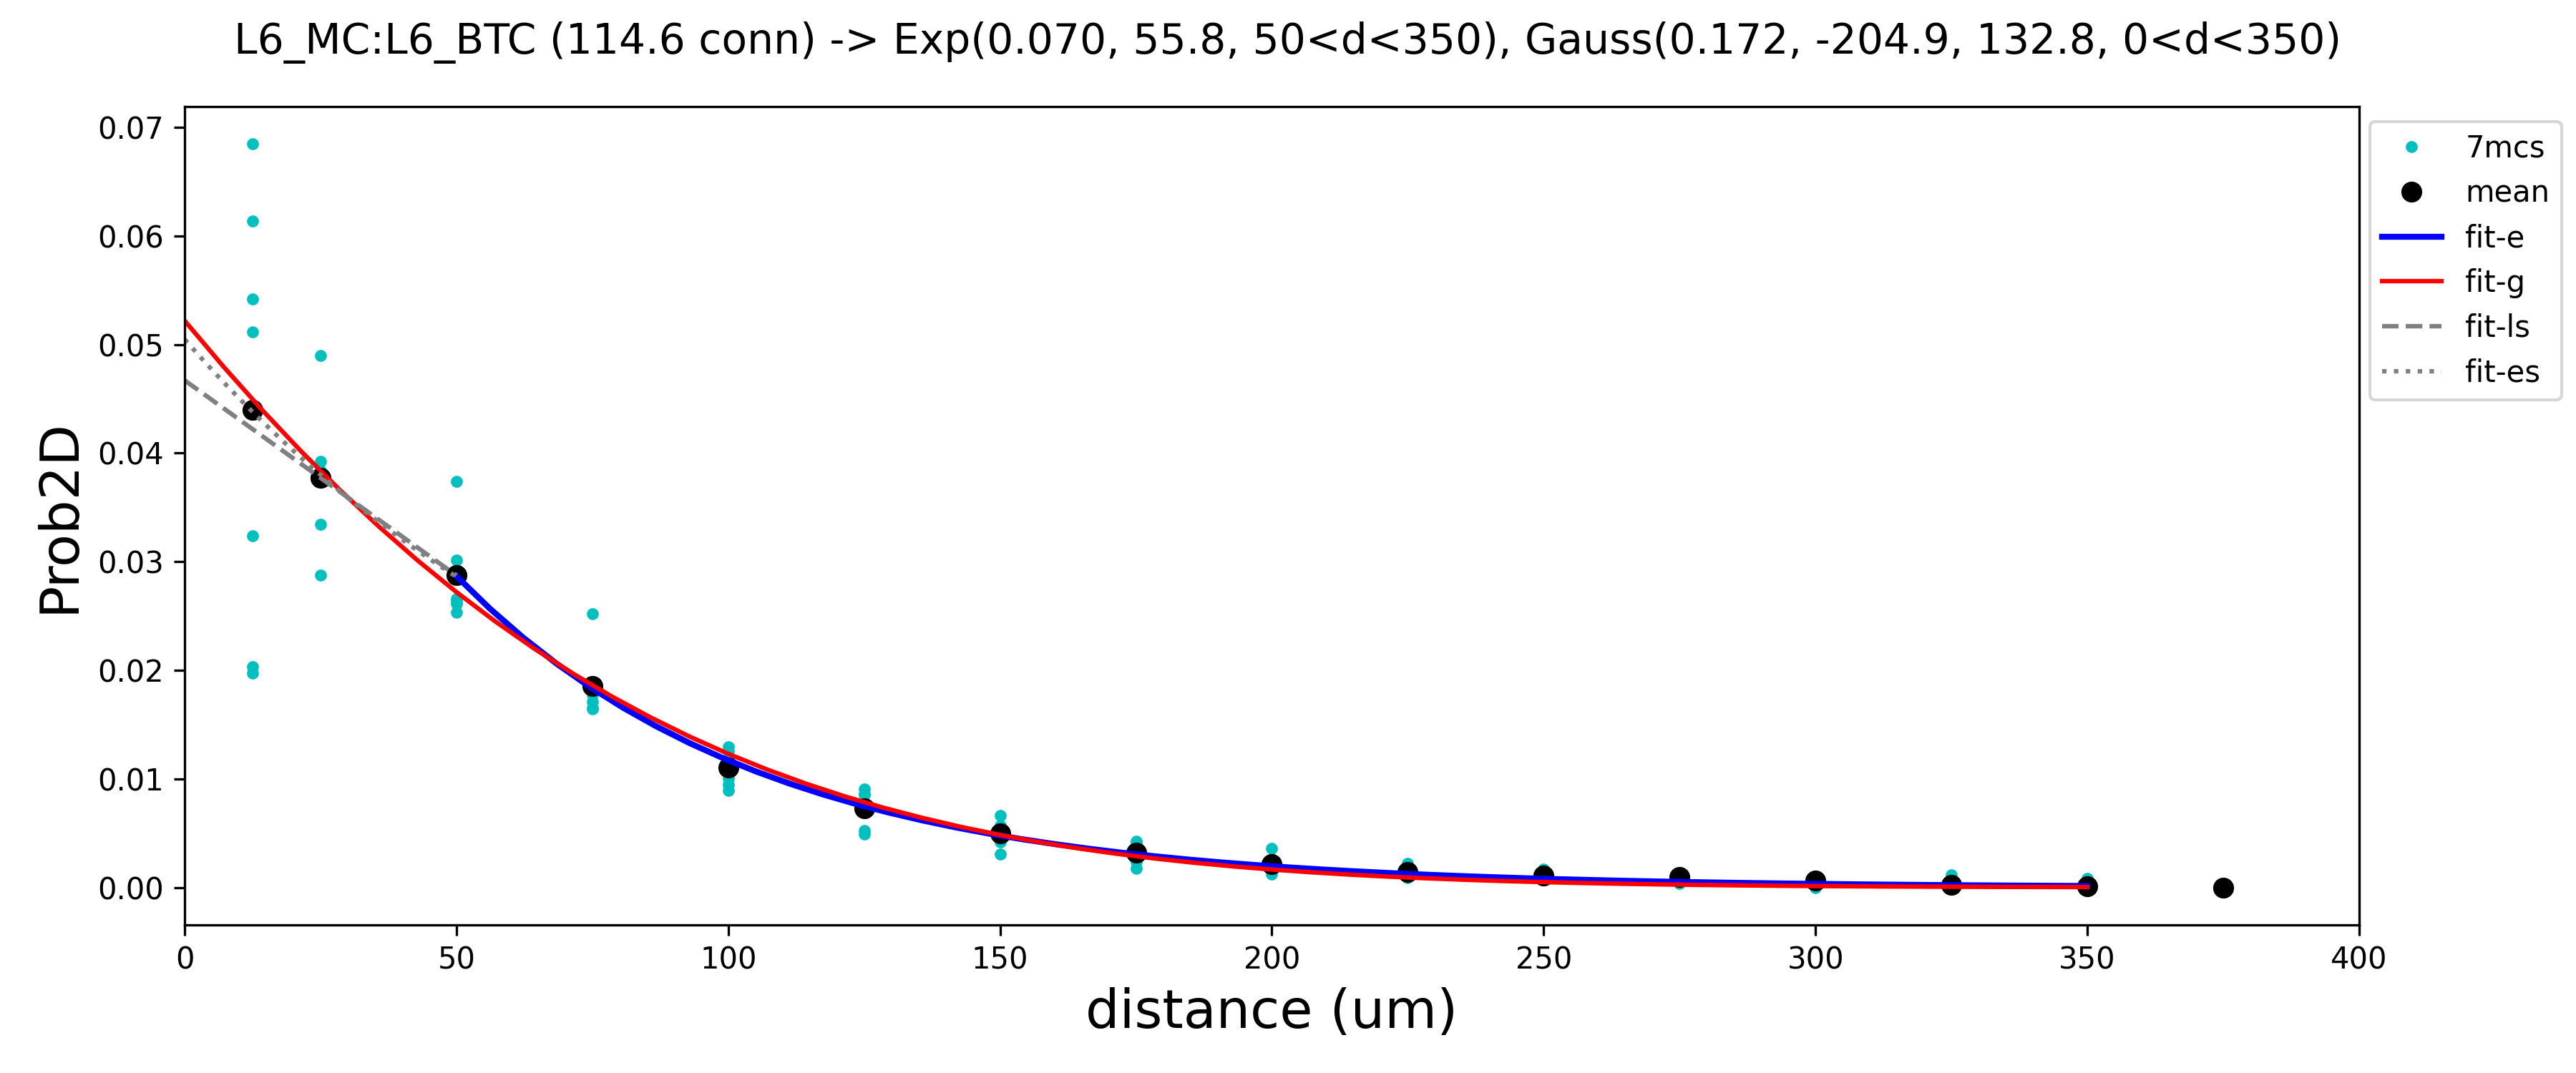 L6_MC:L6_BTC (114.6 conn) -> Exp(0.070, 55.8, 50<d<350), Gauss(0.172, -204.9, 132.8, 0<d<350)
0.07
0.06
0.05
0.04
0.03
0.02
0.01
0.00
Prob2D
0 50 100 150 200 250 300 350 400
distance (um)
7mcs
mean
fit-e
fit-g
fit-ls
fit-es